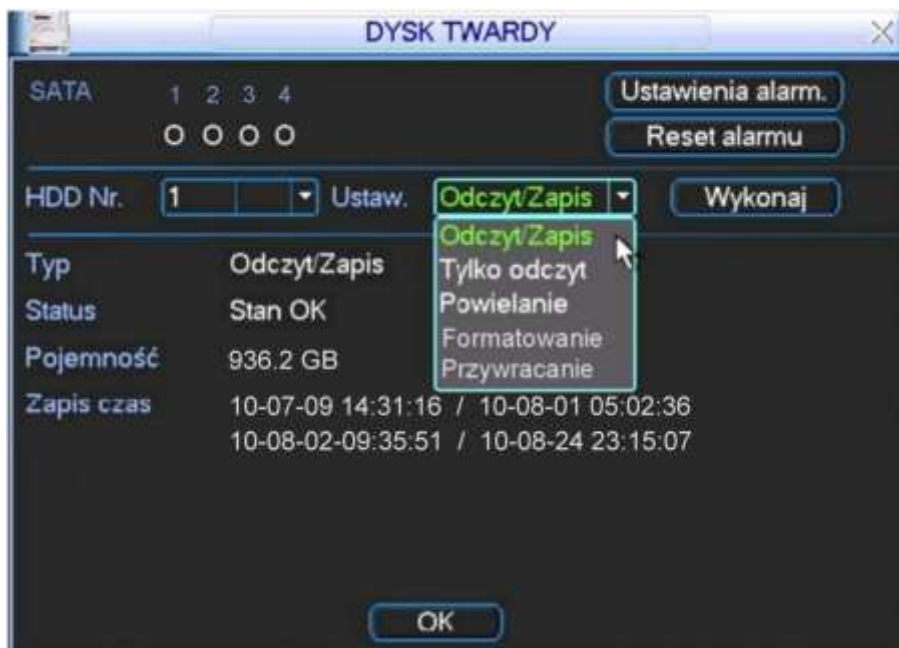 DYSK TWARDY
SATA 1 2 3 4 Ustawienia alarm.
Reset alarmu
HDD Nr. 1 Ustaw. Odczyt/Zapis Wykonaj
Odczyt/Zapis
Typ Odczyt/Zapis Tylko odczyt
Status Stan OK Powielanie
Formatowanie
Pojemność 936.2 GB Przywracanie
Zapis czas 10-07-09 14:31:16 / 10-08-01 05:02:36
10-08-02-09:35:51 / 10-08-24 23:15:07
OK